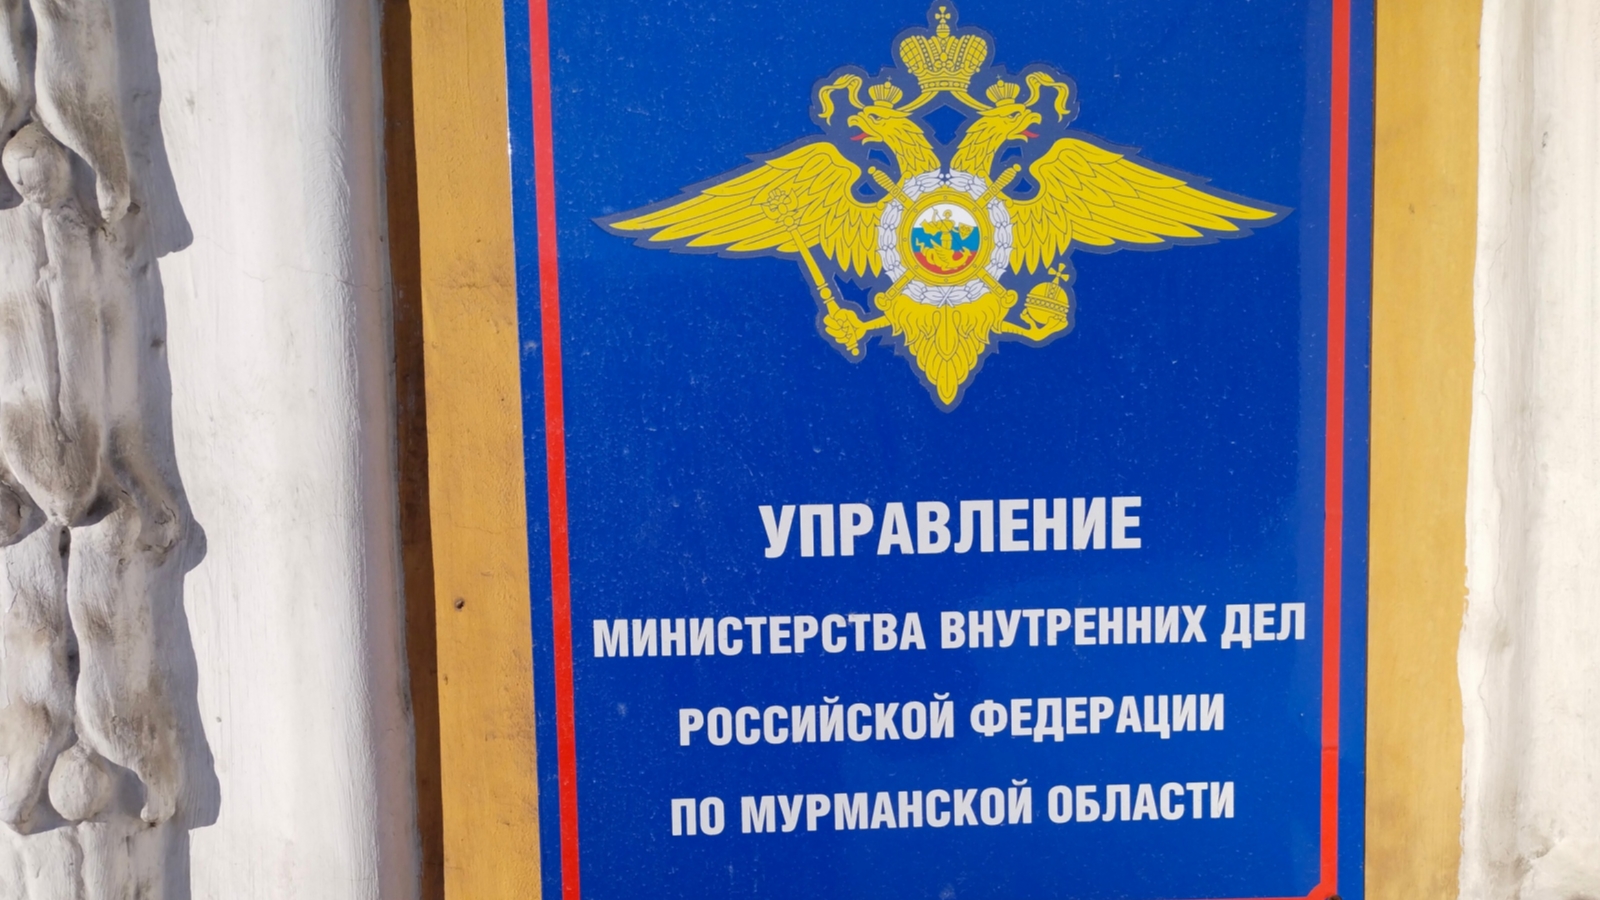 УПРАВЛЕНИЕ
МИНИСТЕРСТВА ВНУТРЕННИХ ДЕЛ
РОССИЙСКОЙ ФЕДЕРАЦИИ
ПО МУРМАНСКОЙ ОБЛАСТИ